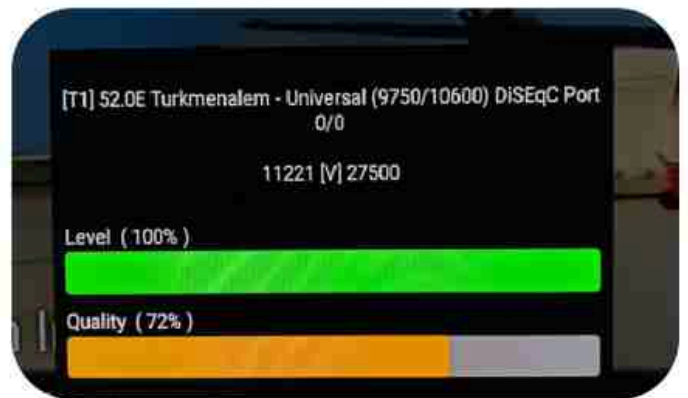 [T1] 52.0E Turkmenalem - Universal (9750/10600) DiSEqC Port
0/0
11221 [V] 27500
Level ( 100% )
Quality ( 72% )